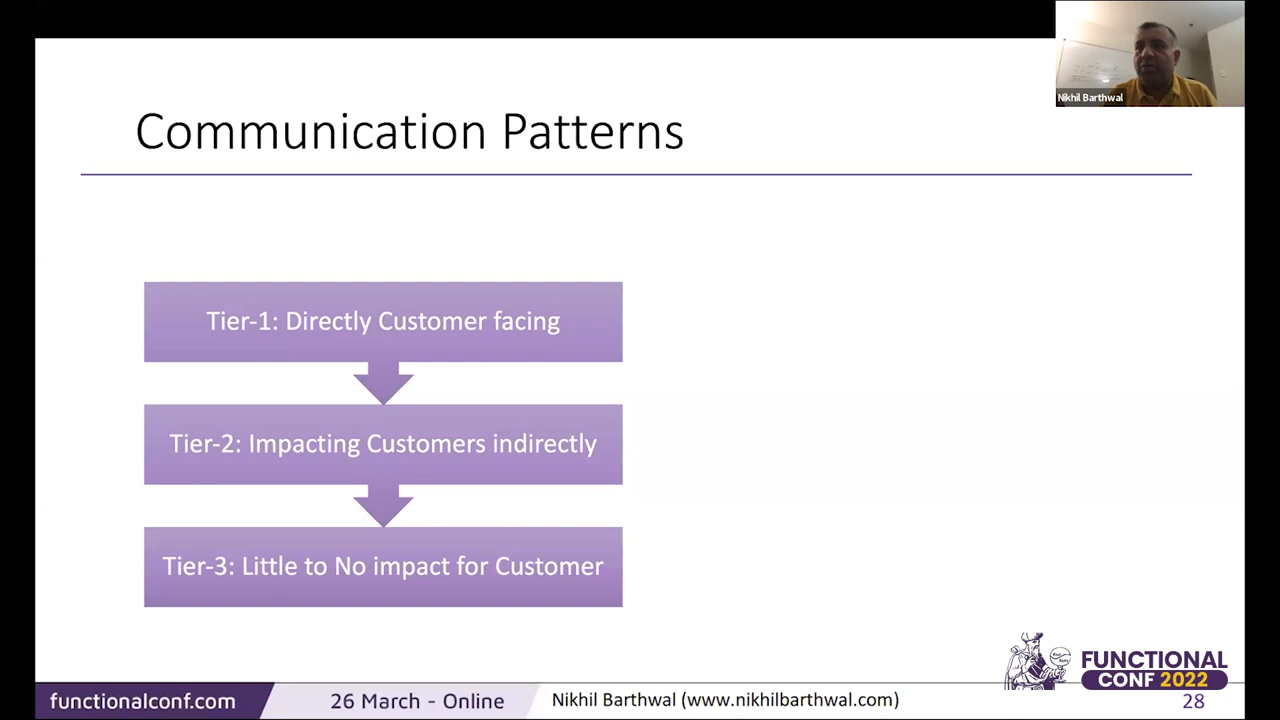 Nikhil Barthwal
Communication Patterns
Tier-1: Directly Customer facing
Tier-2: Impacting Customers indirectly
Tier-3: Little to No impact for Customer
FUNCTIONAL
CONF 2022
functionalconf.com
26 March - Online
Nikhil Barthwal (www.nikhilbarthwal.com)
28